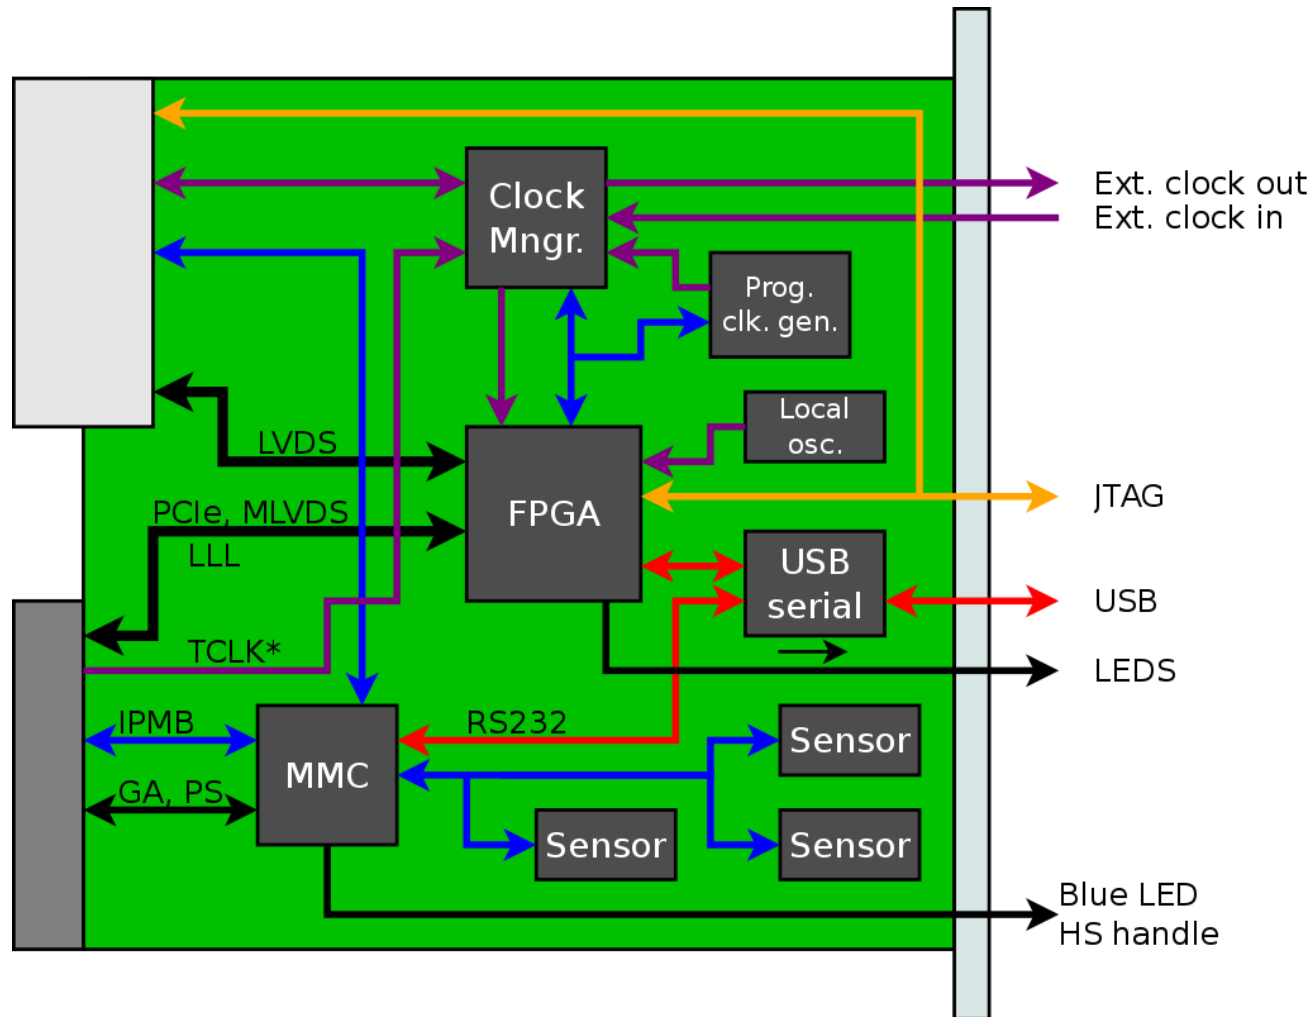 Ext. clock out
Ext. clock in
Clock
Mngr.
Prog.
clk. gen.
Local
osc.
LVDS
PCIe, MLVDS
LLL
FPGA
JTAG
USB
serial
USB
TCLK*
LEDS
IPMB
RS232
MMC
GA, PS
Sensor
Sensor
Sensor
Blue LED
HS handle